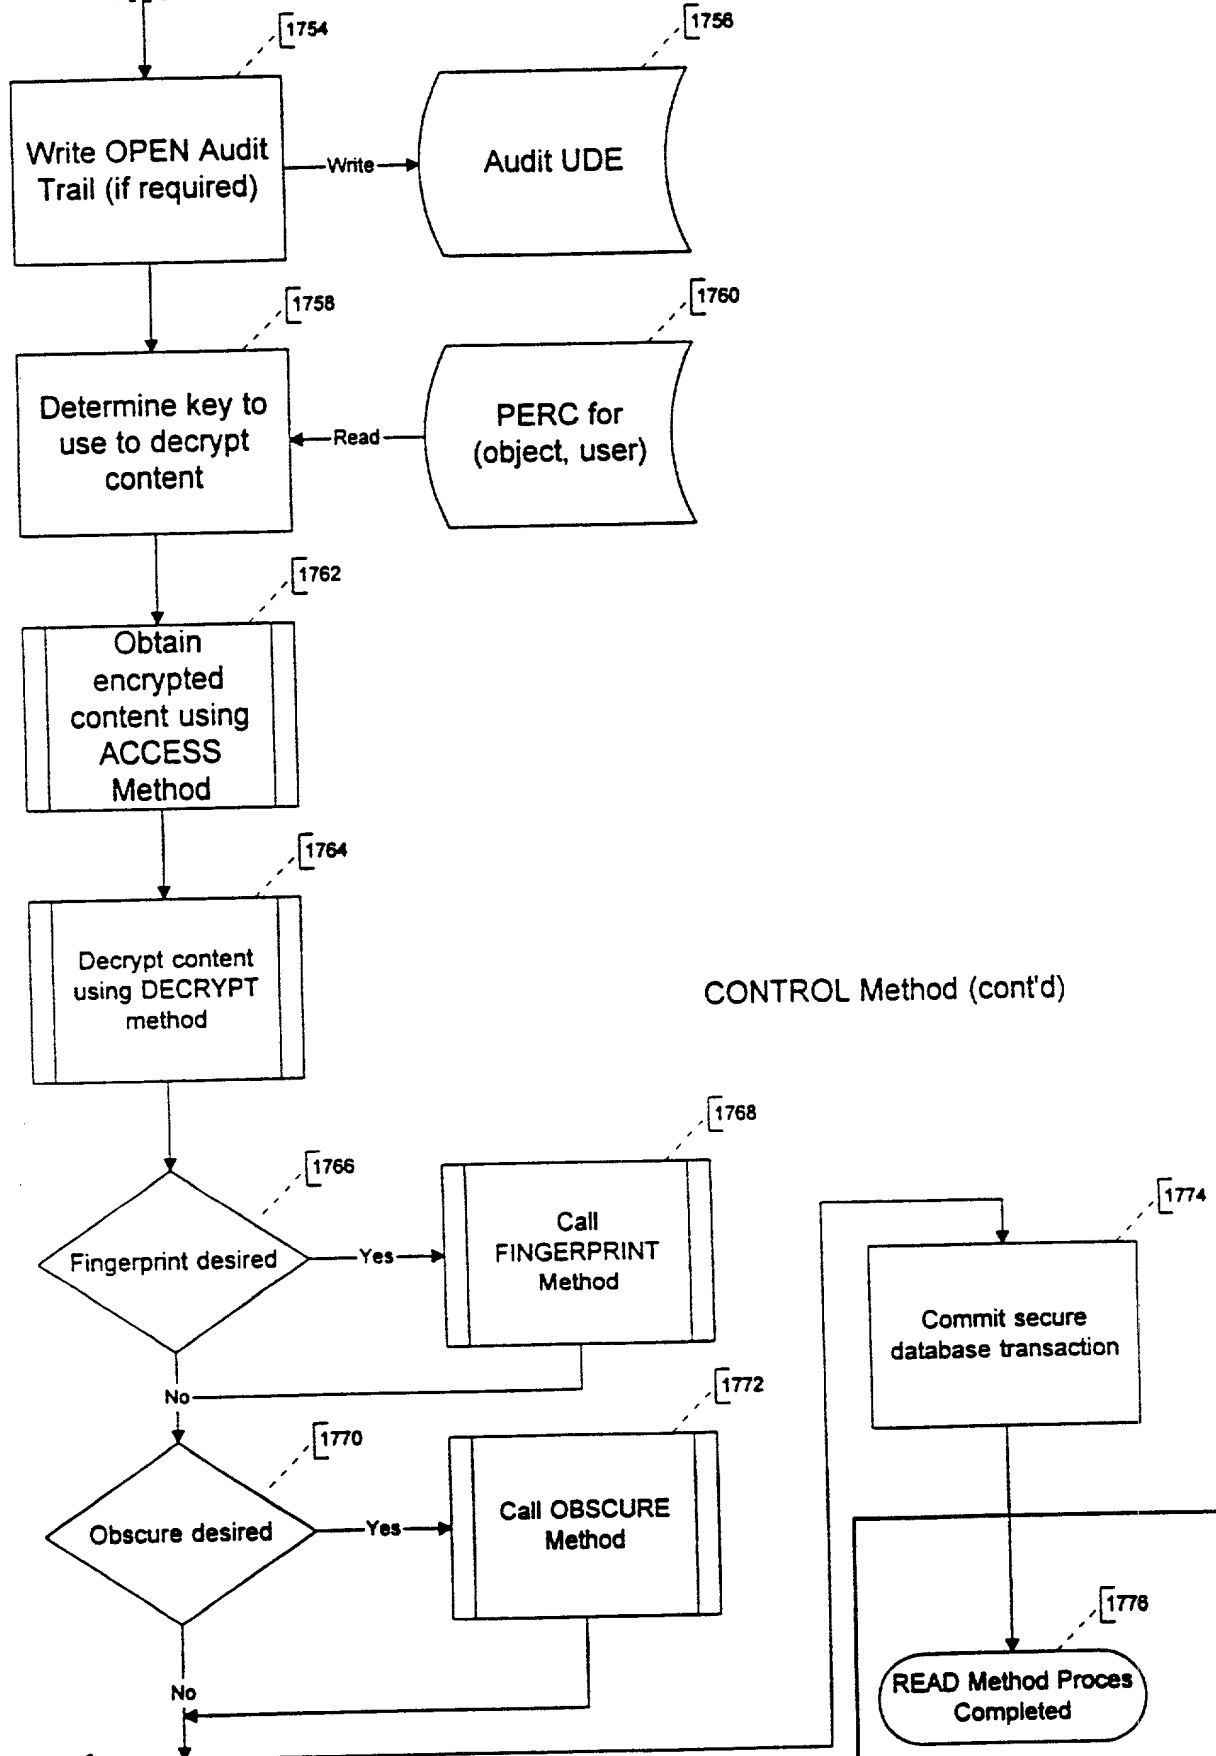 1754
Write OPEN Audit
Trail (if required)
Write
1756
Audit UDE
1758
Determine key to
use to decrypt
content
Read
1760
PERC for
(object, user)
1762
Obtain
encrypted
content using
ACCESS
Method
1764
Decrypt content
using DECRYPT
method
CONTROL Method (cont'd)
1766
Fingerprint desired
Yes
1768
Call
FINGERPRINT
Method
No
1770
Obscure desired
Yes
1772
Call OBSCURE
Method
No
1774
Commit secure
database transaction
1776
READ Method Proces
Completed